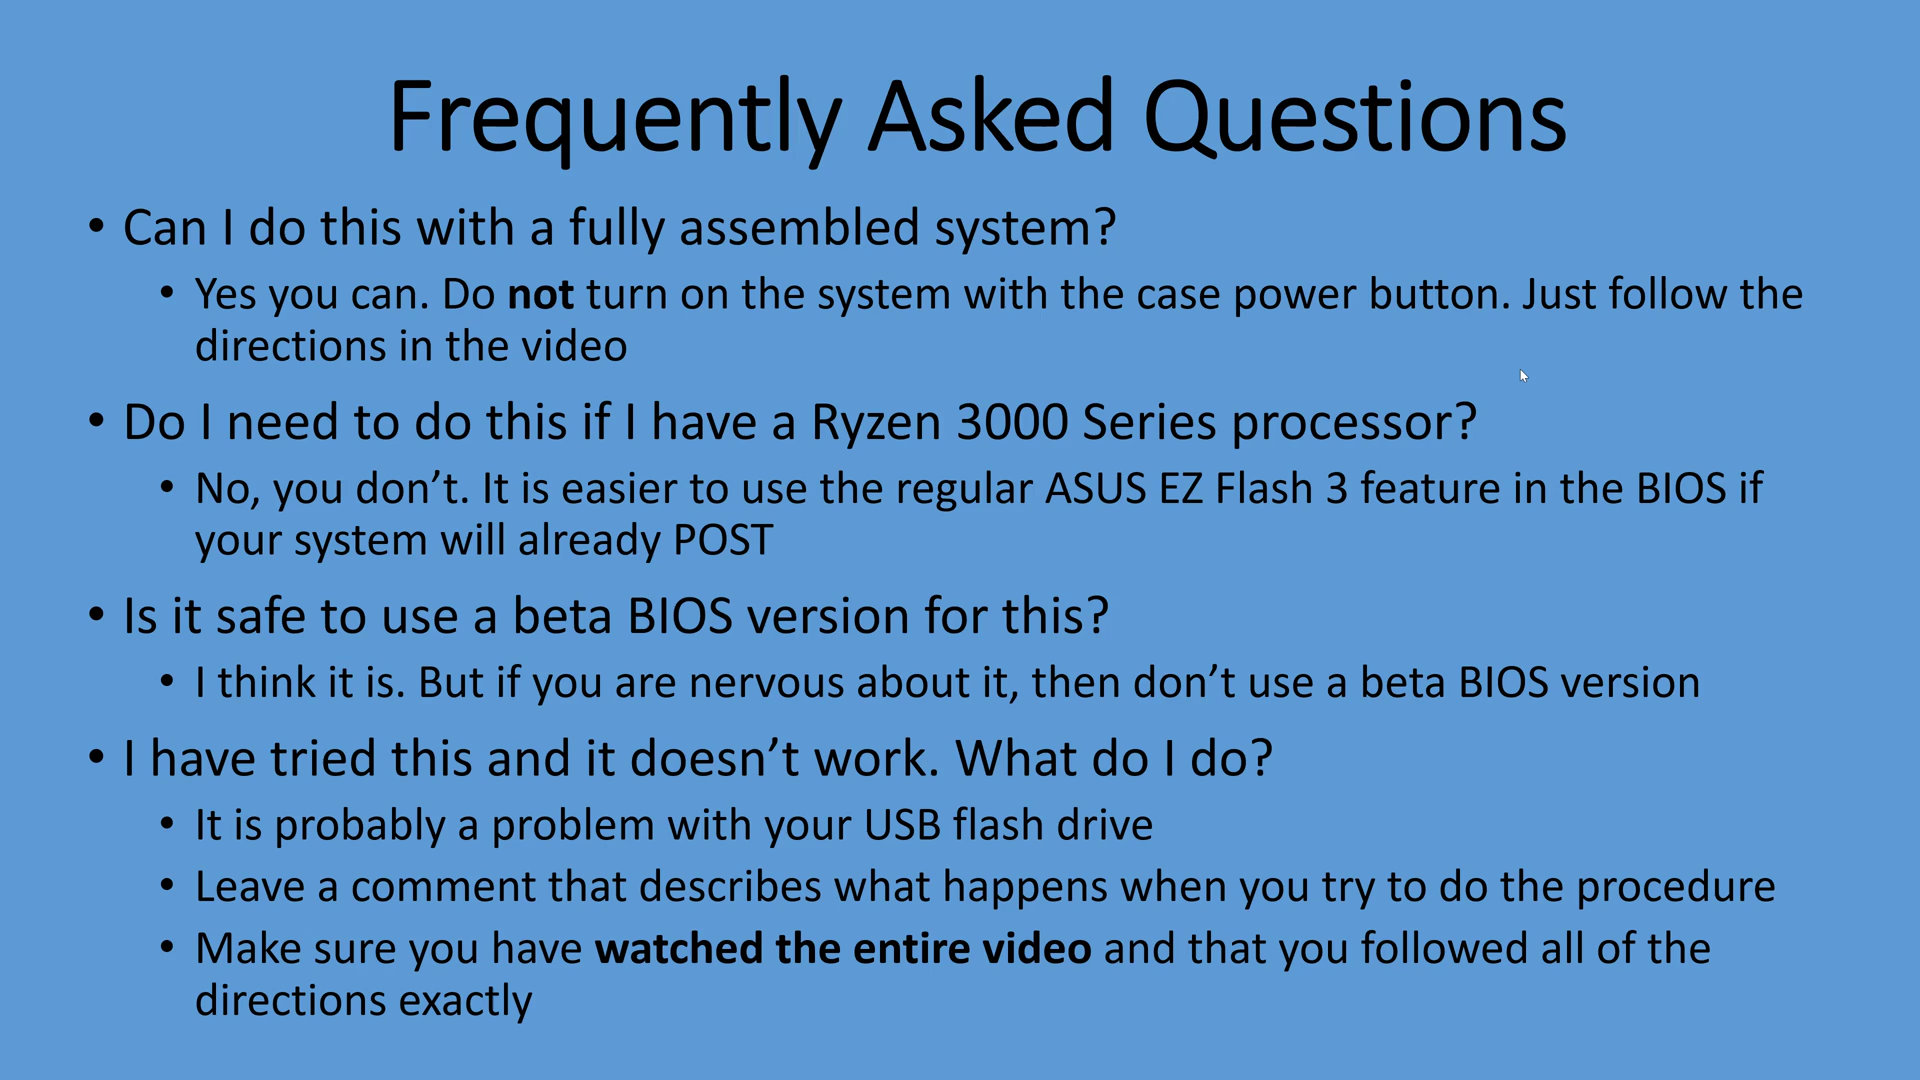 Frequently Asked Questions
• Can I do this with a fully assembled system?
• Yes you can. Do not turn on the system with the case power button. Just follow the
directions in the video
• Do I need to do this if I have a Ryzen 3000 Series processor?
• No, you don’t. It is easier to use the regular ASUS EZ Flash 3 feature in the BIOS if
your system will already POST
• Is it safe to use a beta BIOS version for this?
• I think it is. But if you are nervous about it, then don’t use a beta BIOS version
• I have tried this and it doesn’t work. What do I do?
• It is probably a problem with your USB flash drive
• Leave a comment that describes what happens when you try to do the procedure
• Make sure you have watched the entire video and that you followed all of the
directions exactly